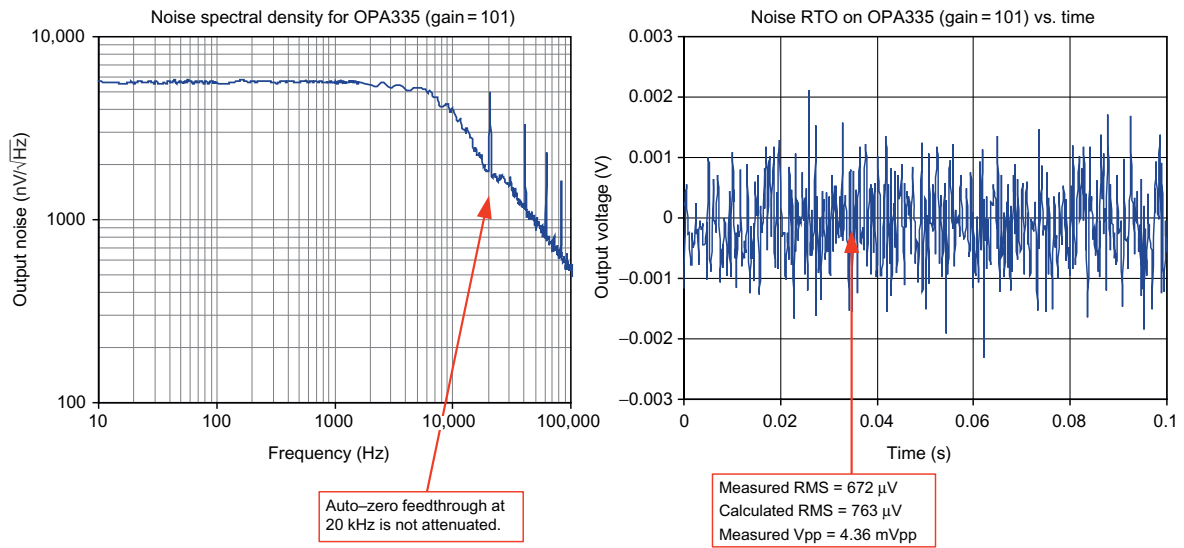 Noise spectral density for OPA335 (gain = 101)
10,000
1000
100
Output noise (nV/√Hz)
10
100
1000
10,000
100,000
Frequency (Hz)
Auto–zero feedthrough at
20 kHz is not attenuated.
Noise RTO on OPA335 (gain = 101) vs. time
0.003
0.002
0.001
0
–0.001
–0.002
–0.003
Output voltage (V)
0
0.02
0.04
0.06
0.08
0.1
Time (s)
Measured RMS = 672 μV
Calculated RMS = 763 μV
Measured Vpp = 4.36 mVpp